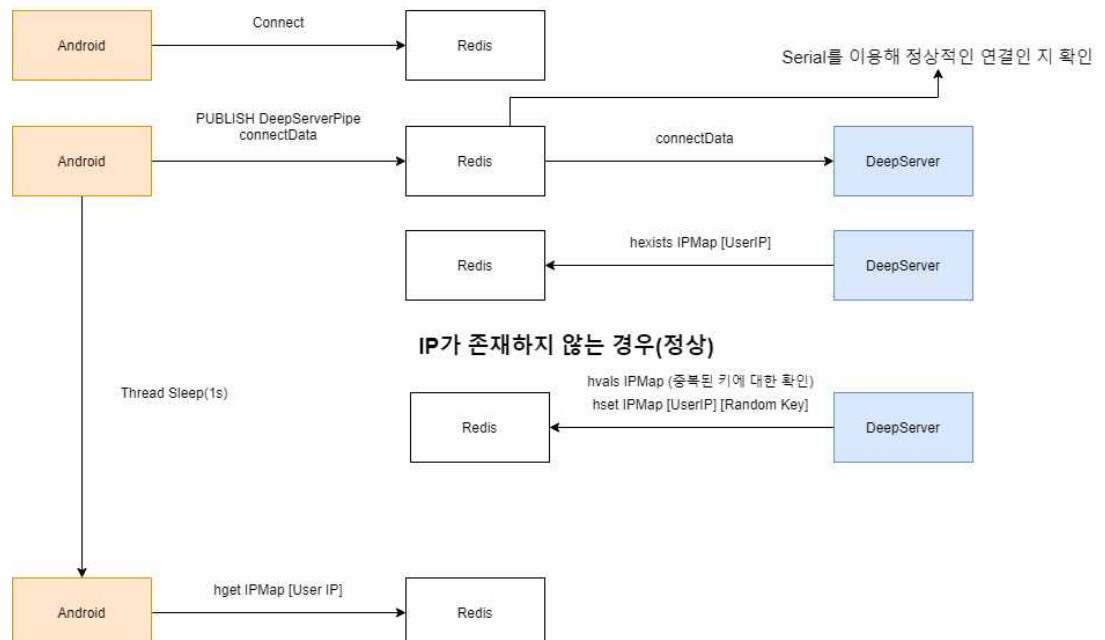 Connect
Android
Redis
Serial를 이용해 정상적인 연결인 지 확인
PUBLISH DeepServerPipe
connectData
connectData
Android
Redis
DeepServer
hexists IPMap [UserIP]
Redis
DeepServer
IP가 존재하지 않는 경우(정상)
hvals IPMap (중복된 키에 대한 확인)
hset IPMap [UserIP] [Random Key]
Thread Sleep(1s)
Redis
DeepServer
hget IPMap [User IP]
Android
Redis